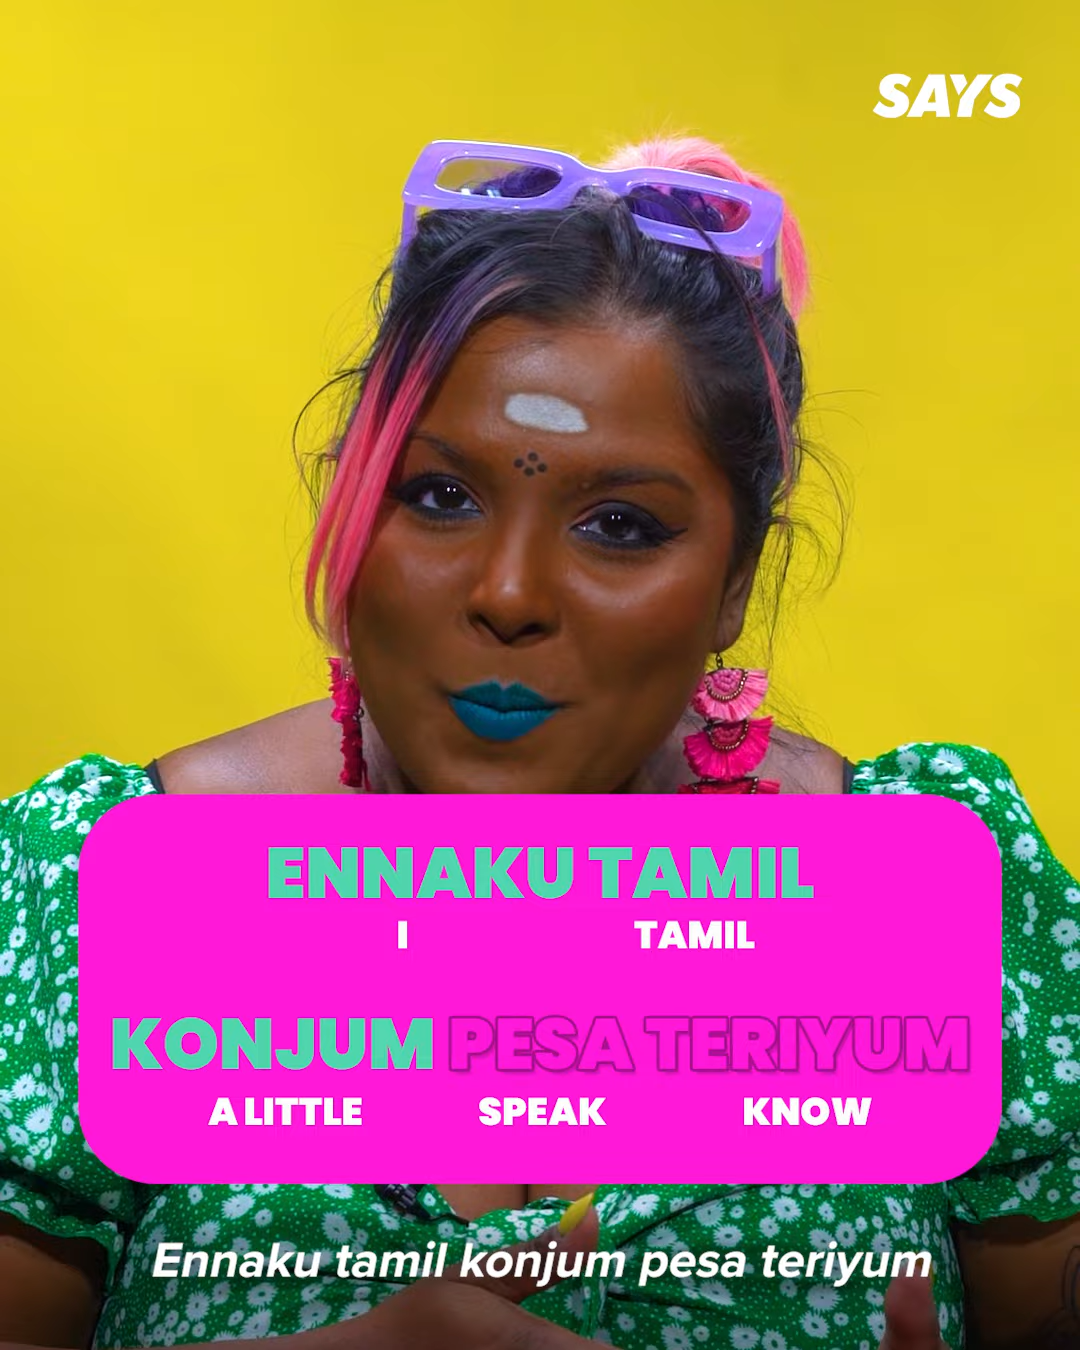 SAYS
ENNAKU TAMIL
I TAMIL
KONJUM PESA TERIYUM
A LITTLE SPEAK KNOW
Ennaku tamil konjum pesa teriyum